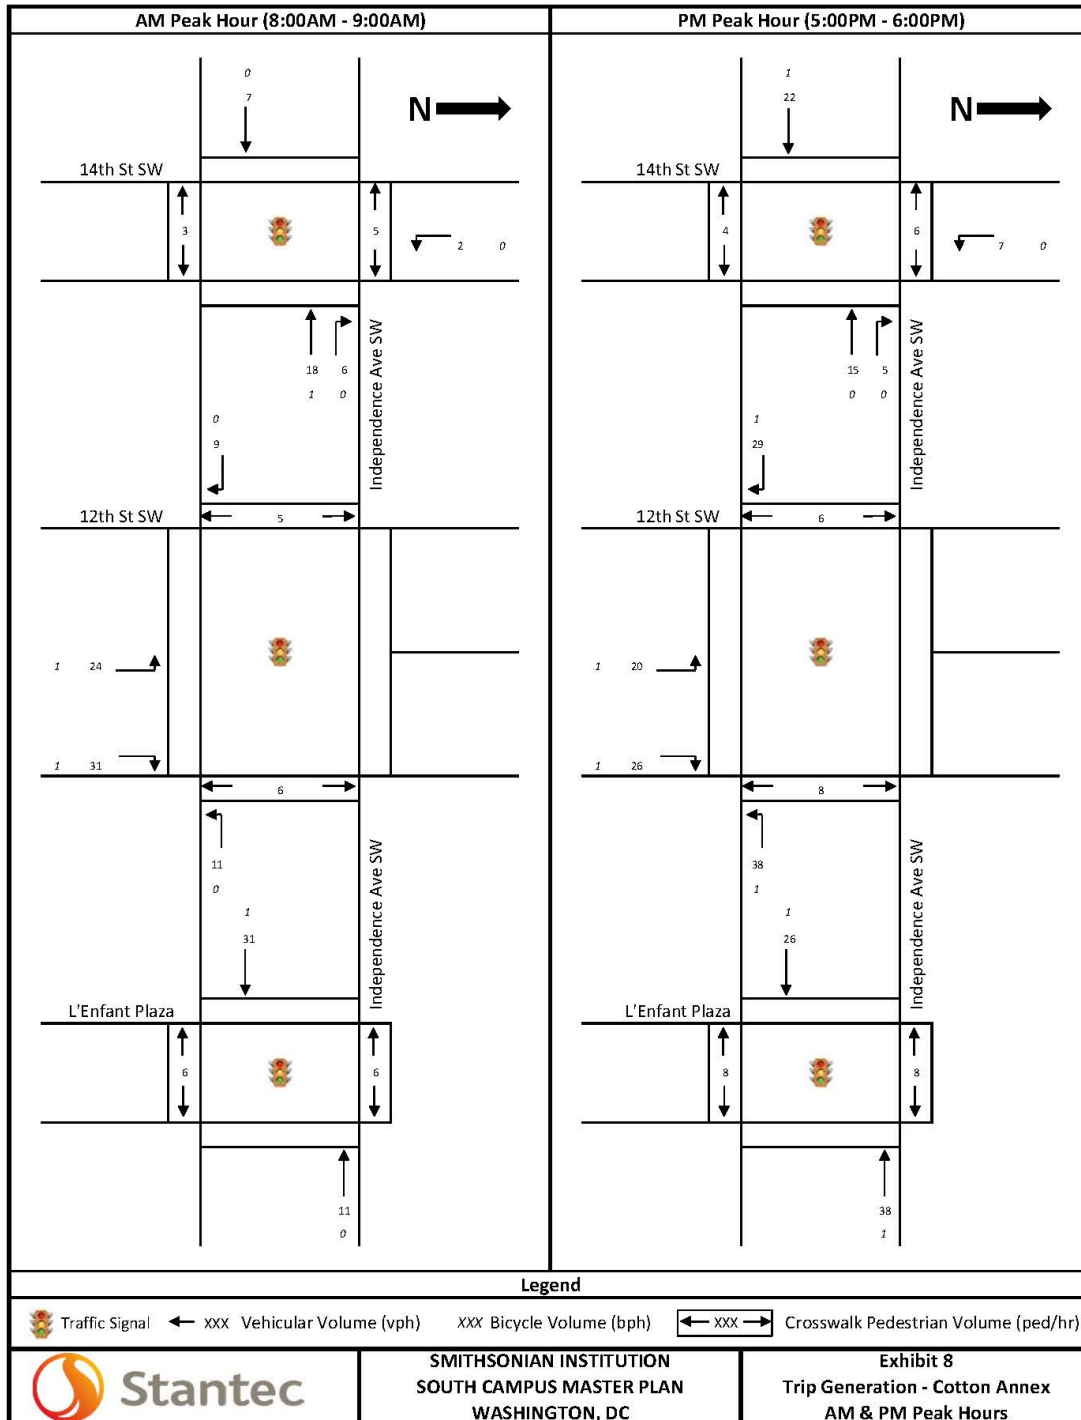 AM Peak Hour (8:00AM - 9:00AM)
0
7
N
14th St SW
3
5
2 0
18 6
1 0
Independence Ave SW
0
9
12th St SW
5
1 24
1 31
6
11
0
Independence Ave SW
1
31
L'Enfant Plaza
6
6
11
0
PM Peak Hour (5:00PM - 6:00PM)
1
22
N
14th St SW
4
6
7 0
15 5
0 0
Independence Ave SW
1
29
12th St SW
6
1 20
1 26
8
38
1
Independence Ave SW
1
26
L'Enfant Plaza
8
8
38
1
Legend
Traffic Signal
XXX Vehicular Volume (vph)
XXX Bicycle Volume (bph)
XXX Crosswalk Pedestrian Volume (ped/hr)
Stantec
SMITHSONIAN INSTITUTION
SOUTH CAMPUS MASTER PLAN
WASHINGTON, DC
Exhibit 8
Trip Generation - Cotton Annex
AM & PM Peak Hours